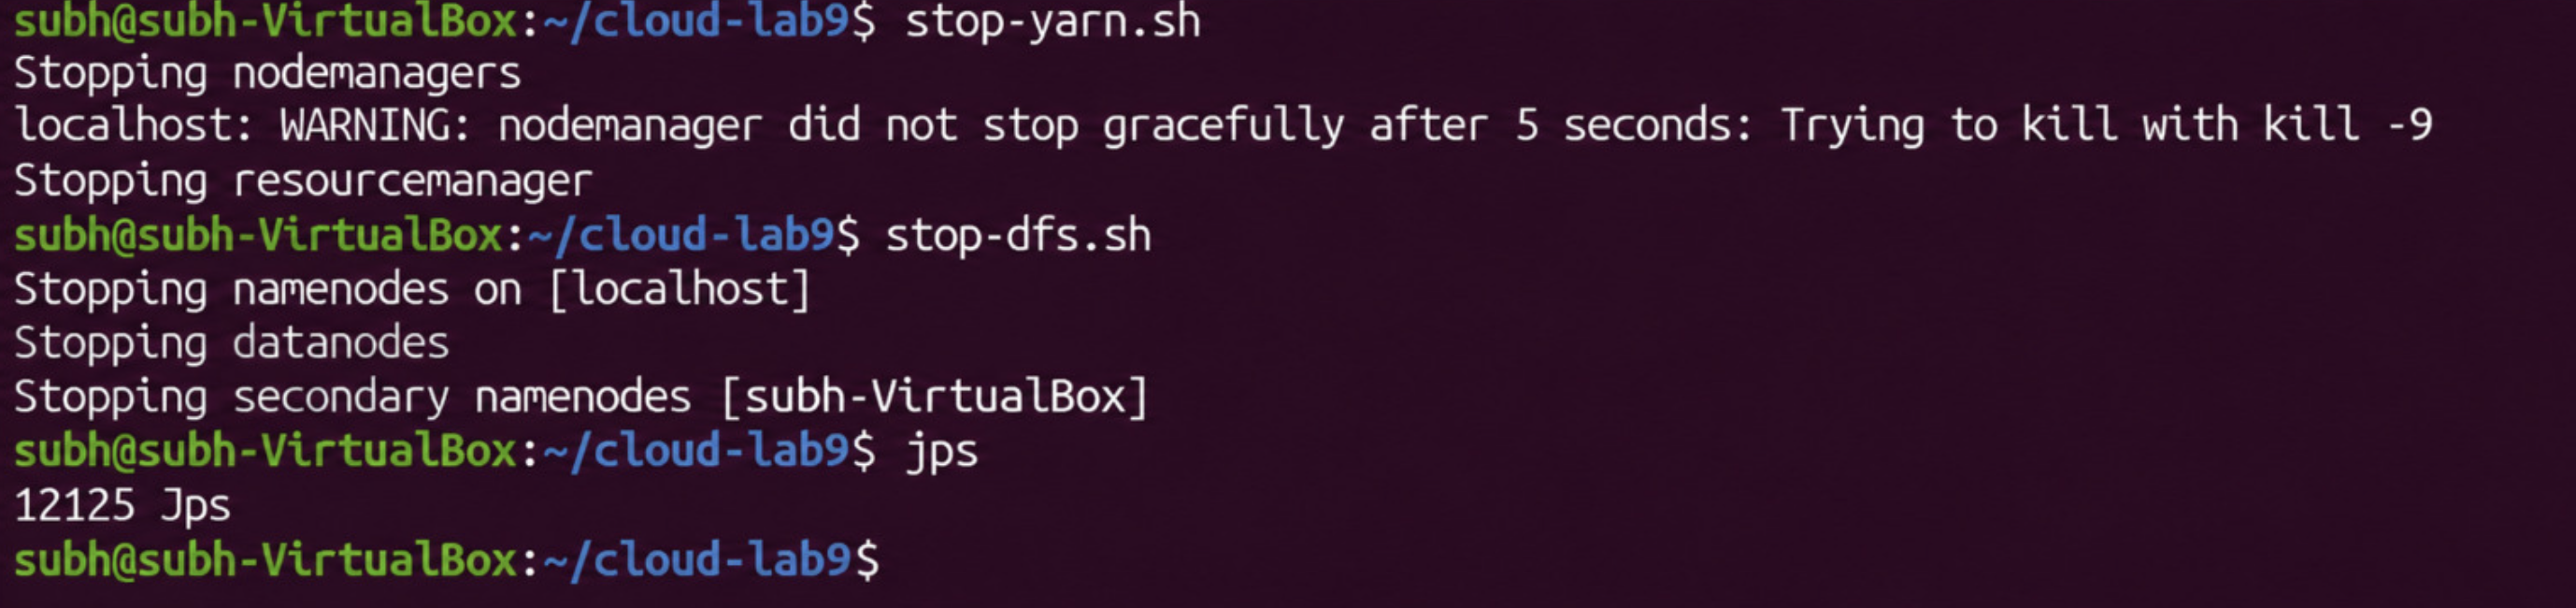 subh@subh-VirtualBox:~/cloud-lab9$ stop-yarn.sh
Stopping nodemanagers
localhost: WARNING: nodemanager did not stop gracefully after 5 seconds: Trying to kill with kill -9
Stopping resourcemanager
subh@subh-VirtualBox:~/cloud-lab9$ stop-dfs.sh
Stopping namenodes on [localhost]
Stopping datanodes
Stopping secondary namenodes [subh-VirtualBox]
subh@subh-VirtualBox:~/cloud-lab9$ jps
12125 Jps
subh@subh-VirtualBox:~/cloud-lab9$